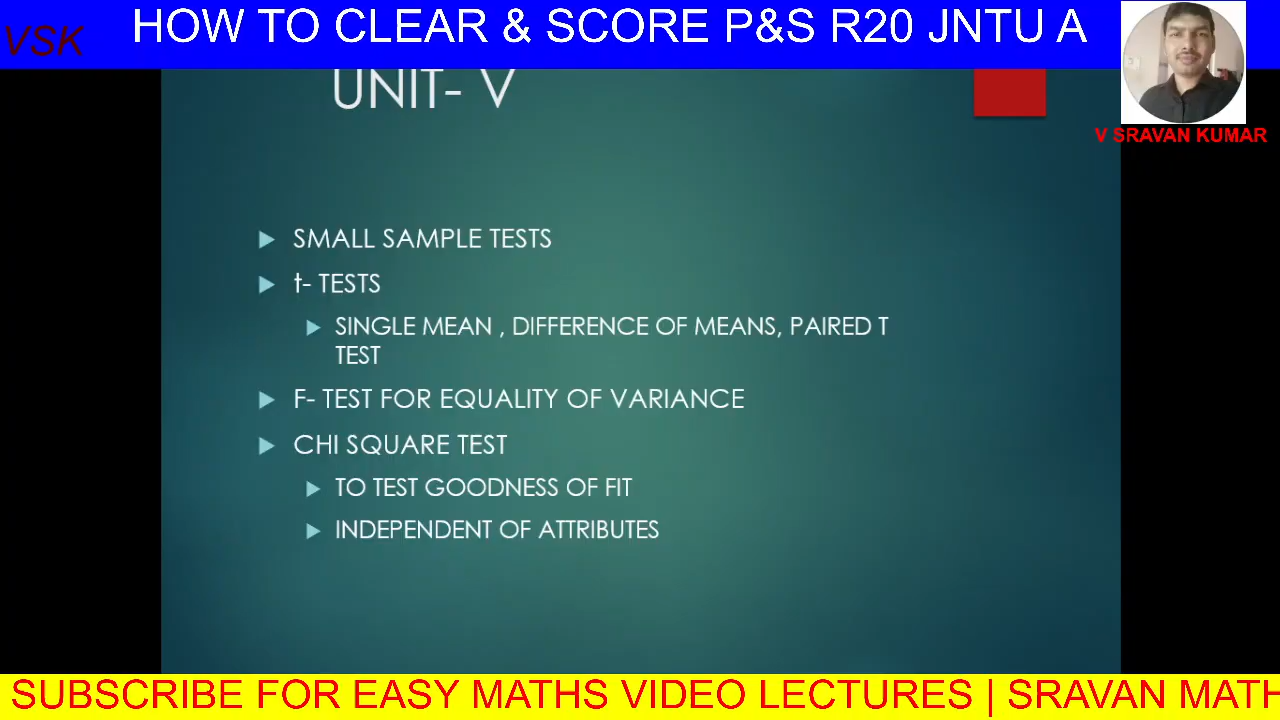 VSK
HOW TO CLEAR & SCORE P&S R20 JNTU A
V SRAVAN KUMAR
UNIT- V
SMALL SAMPLE TESTS
t- TESTS
SINGLE MEAN , DIFFERENCE OF MEANS, PAIRED T
TEST
F- TEST FOR EQUALITY OF VARIANCE
CHI SQUARE TEST
TO TEST GOODNESS OF FIT
INDEPENDENT OF ATTRIBUTES
SUBSCRIBE FOR EASY MATHS VIDEO LECTURES | SRAVAN MATH